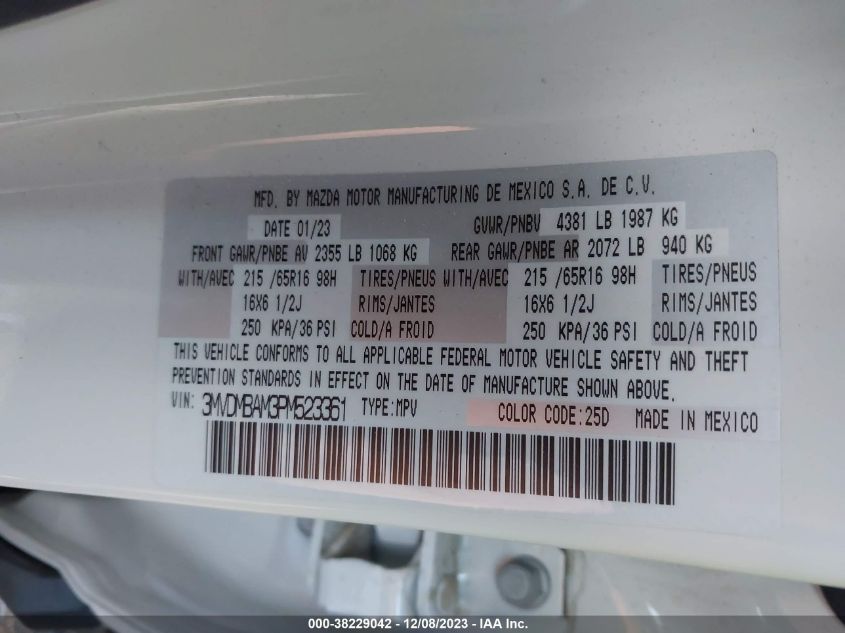 MFD. BY MAZDA MOTOR MANUFACTURING DE MEXICO S.A. DE C.V.
DATE 01/23 GVWR/PNBV 4381 LB 1987 KG
FRONT GAWR/PNBE AV 2355 LB 1068 KG REAR GAWR/PNBE AR 2072 LB 940 KG
WITH/AVEC 215 /65R16 98H TIRES/PNEUS WITH/AVEC 215 /65R16 98H TIRES/PNEUS
16X6 1/2J RIMS/JANTES 16X6 1/2J RIMS/JANTES
250 KPA/36 PSI COLD/A FROID 250 KPA/36 PSI COLD/A FROID
THIS VEHICLE CONFORMS TO ALL APPLICABLE FEDERAL MOTOR VEHICLE SAFETY AND THEFT
PREVENTION STANDARDS IN EFFECT ON THE DATE OF MANUFACTURE SHOWN ABOVE.
VIN: 3MVDMBAM3PM523361 TYPE:MPV COLOR CODE:25D MADE IN MEXICO
000-38229042 - 12/08/2023 - IAA Inc.